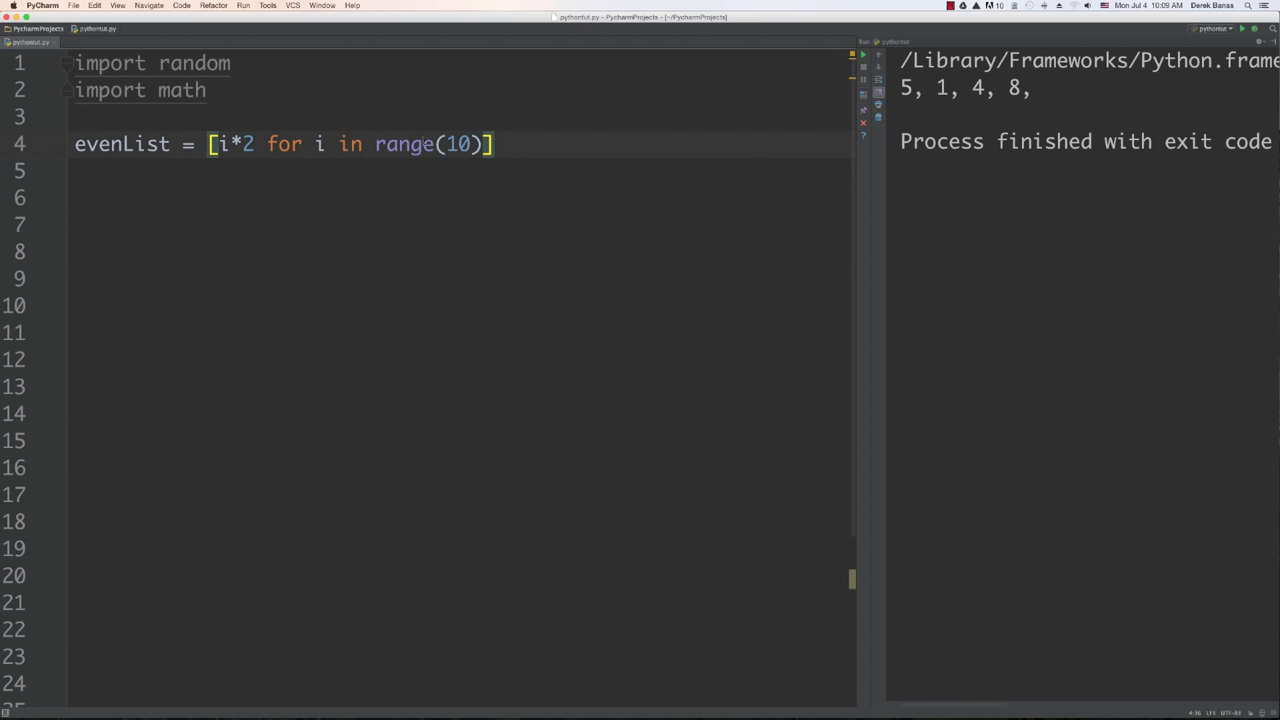 PyCharm File Edit View Navigate Code Refactor Run Tools VCS Window Help 10 Mon Jul 4 10:09 AM Derek Banas
pythontut.py - PycharmProjects - [~/PycharmProjects]
PycharmProjects pythontut.py pythontut
pythontut.py Run: pythontut
1 import random
2 import math
3
4 evenList = [i*2 for i in range(10)]
5
6
7
8
9
10
11
12
13
14
15
16
17
18
19
20
21
22
23
24
25
/Library/Frameworks/Python.frame
5, 1, 4, 8,
Process finished with exit code
4:36 LF÷ UTF-8÷